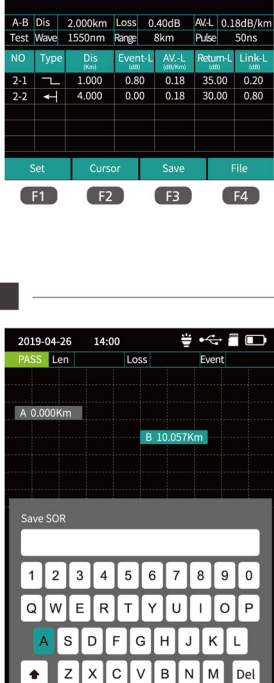 A-B Dis 2.000km Loss 0.40dB AV.L 0.18dB/km
Test Wave 1550nm Range 8km Pulse 50ns
NO Type Dis (Km) Event-L (dB) AV.-L (dB/Km) Return-L (dB) Link-L (dB)
2-1 1.000 0.80 0.18 35.00 0.20
2-2 4.000 0.00 0.18 30.00 0.80
Set Cursor Save File
F1 F2 F3 F4
2019-04-26 14:00
PASS Len Loss Event
A 0.000Km
B 10.057Km
Save SOR
1 2 3 4 5 6 7 8 9 0
Q W E R T Y U I O P
A S D F G H J K L
Z X C V B N M Del